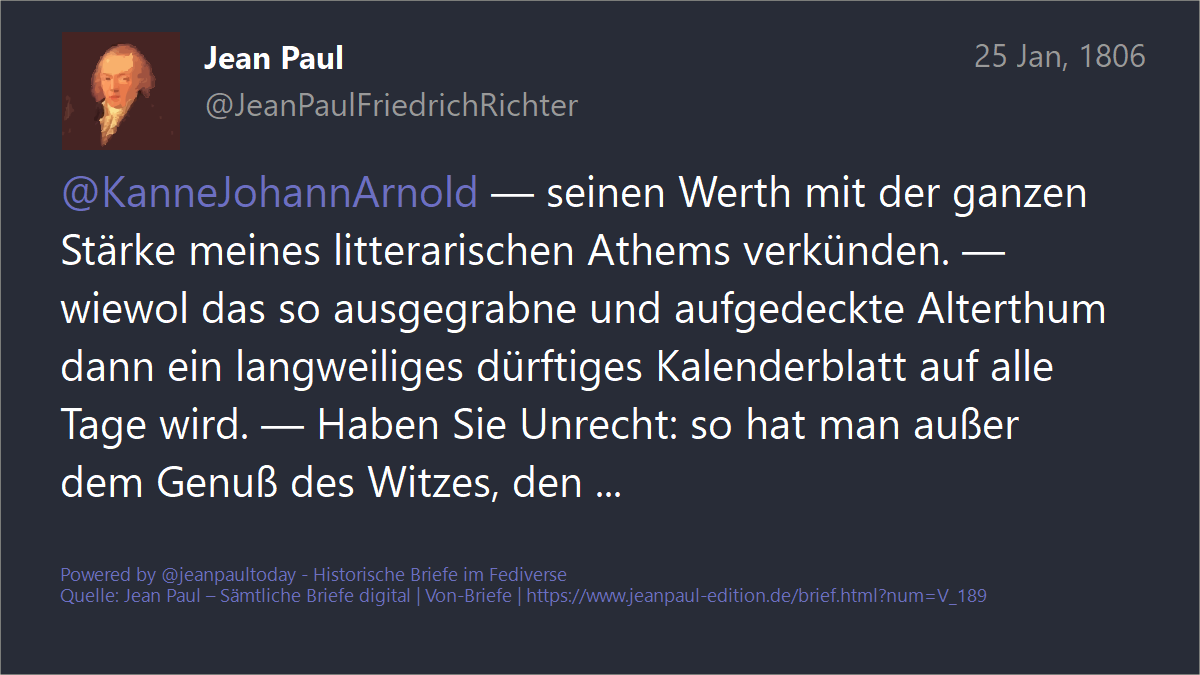 Jean Paul
25 Jan, 1806
@JeanPaulFriedrichRichter
@KanneJohannArnold — seinen Werth mit der ganzen
Stärke meines litterarischen Athems verkünden. —
wiewol das so ausgegrabne und aufgedeckte Alterthum
dann ein langweiliges dürftiges Kalenderblatt auf alle
Tage wird. — Haben Sie Unrecht: so hat man außer
dem Genuß des Witzes, den ...
Powered by @jeanpaultoday - Historische Briefe im Fediverse
Quelle: Jean Paul – Sämtliche Briefe digital | Von-Briefe | https://www.jeanpaul-edition.de/brief.html?num=V_189